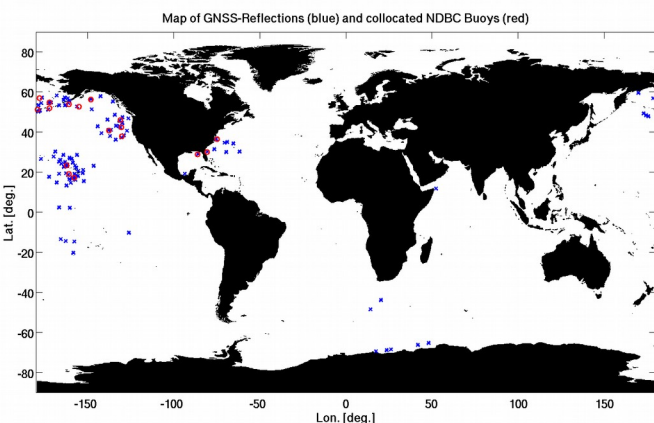 Map of GNSS-Reflections (blue) and collocated NDBC Buoys (red)
80
60
40
20
0
-20
-40
-60
-80
Lat. [deg.]
-150 -100 -50 0 50 100 150
Lon. [deg.]